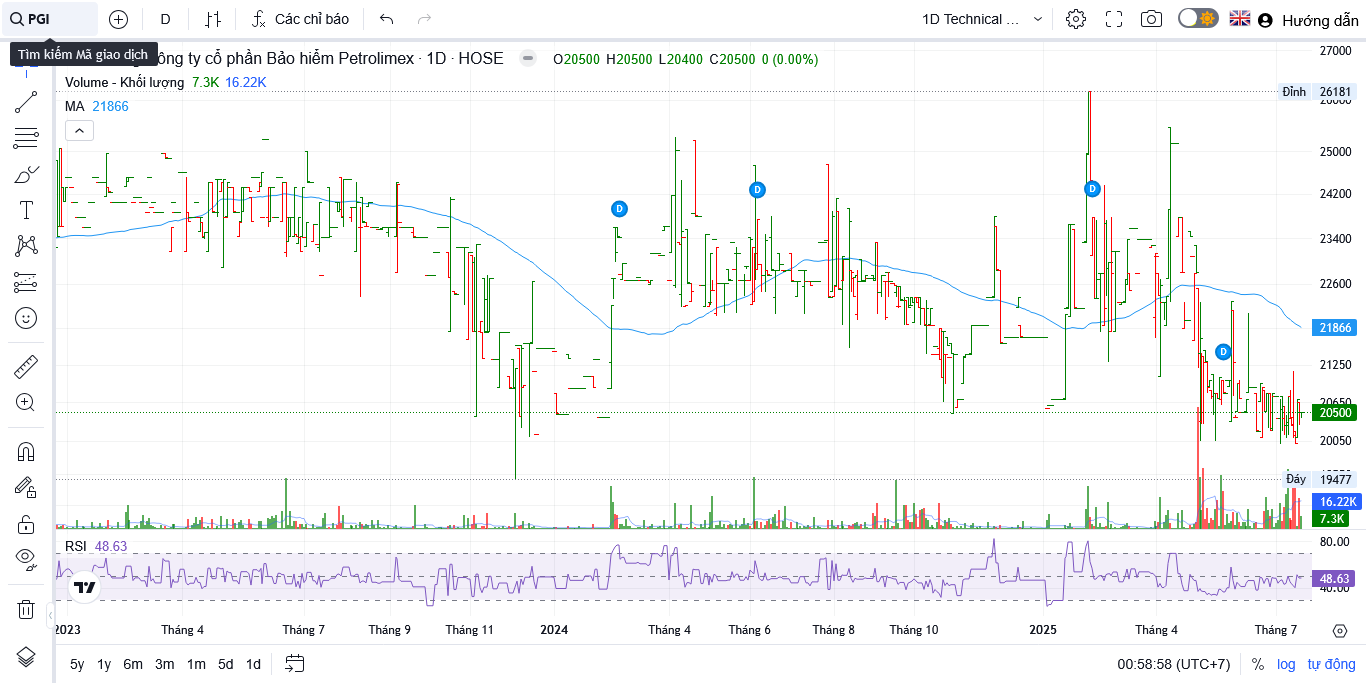 PGI
D
Các chỉ báo
1D Technical ...
Hướng dẫn
Tìm kiếm Mã giao dịch
ông ty cổ phần Bảo hiểm Petrolimex · 1D · HOSE
O20500 H20500 L20400 C20500 0 (0.00%)
Volume - Khối lượng 7.3K 16.22K
MA 21866
27000
Đỉnh 26181
26000
25000
24200
23400
22600
21866
21250
20650
20500
20050
Đáy 19477
16.22K
7.3K
D
D
D
D
RSI 48.63
80.00
48.63
40.00
2023 Tháng 4 Tháng 7 Tháng 9 Tháng 11 2024 Tháng 4 Tháng 6 Tháng 8 Tháng 10 2025 Tháng 4 Tháng 7
5y 1y 6m 3m 1m 5d 1d
00:58:58 (UTC+7) % log tự động